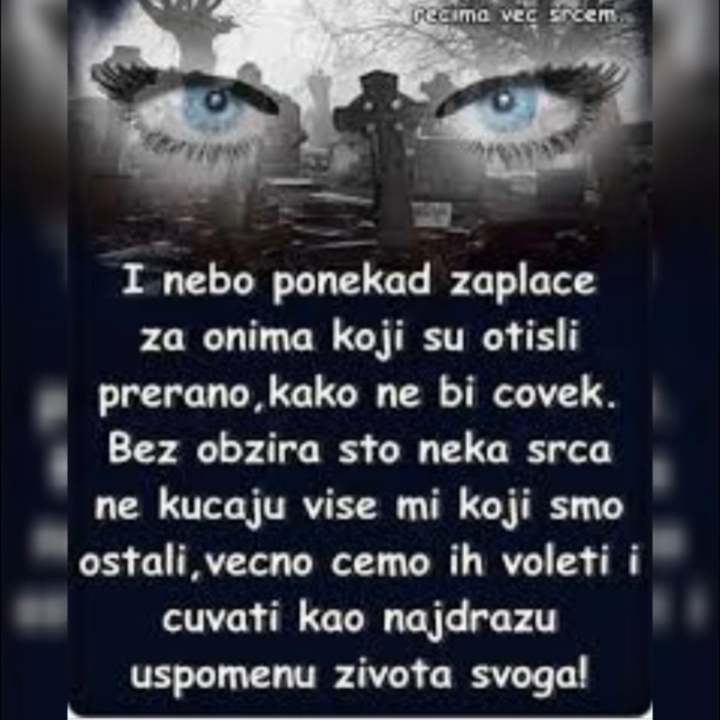 recima vec srcem.
I nebo ponekad zaplace
za onima koji su otisli
prerano,kako ne bi covek.
Bez obzira sto neka srca
ne kucaju vise mi koji smo
ostali,vecno cemo ih voleti i
cuvati kao najdrazu
uspomenu zivota svoga!